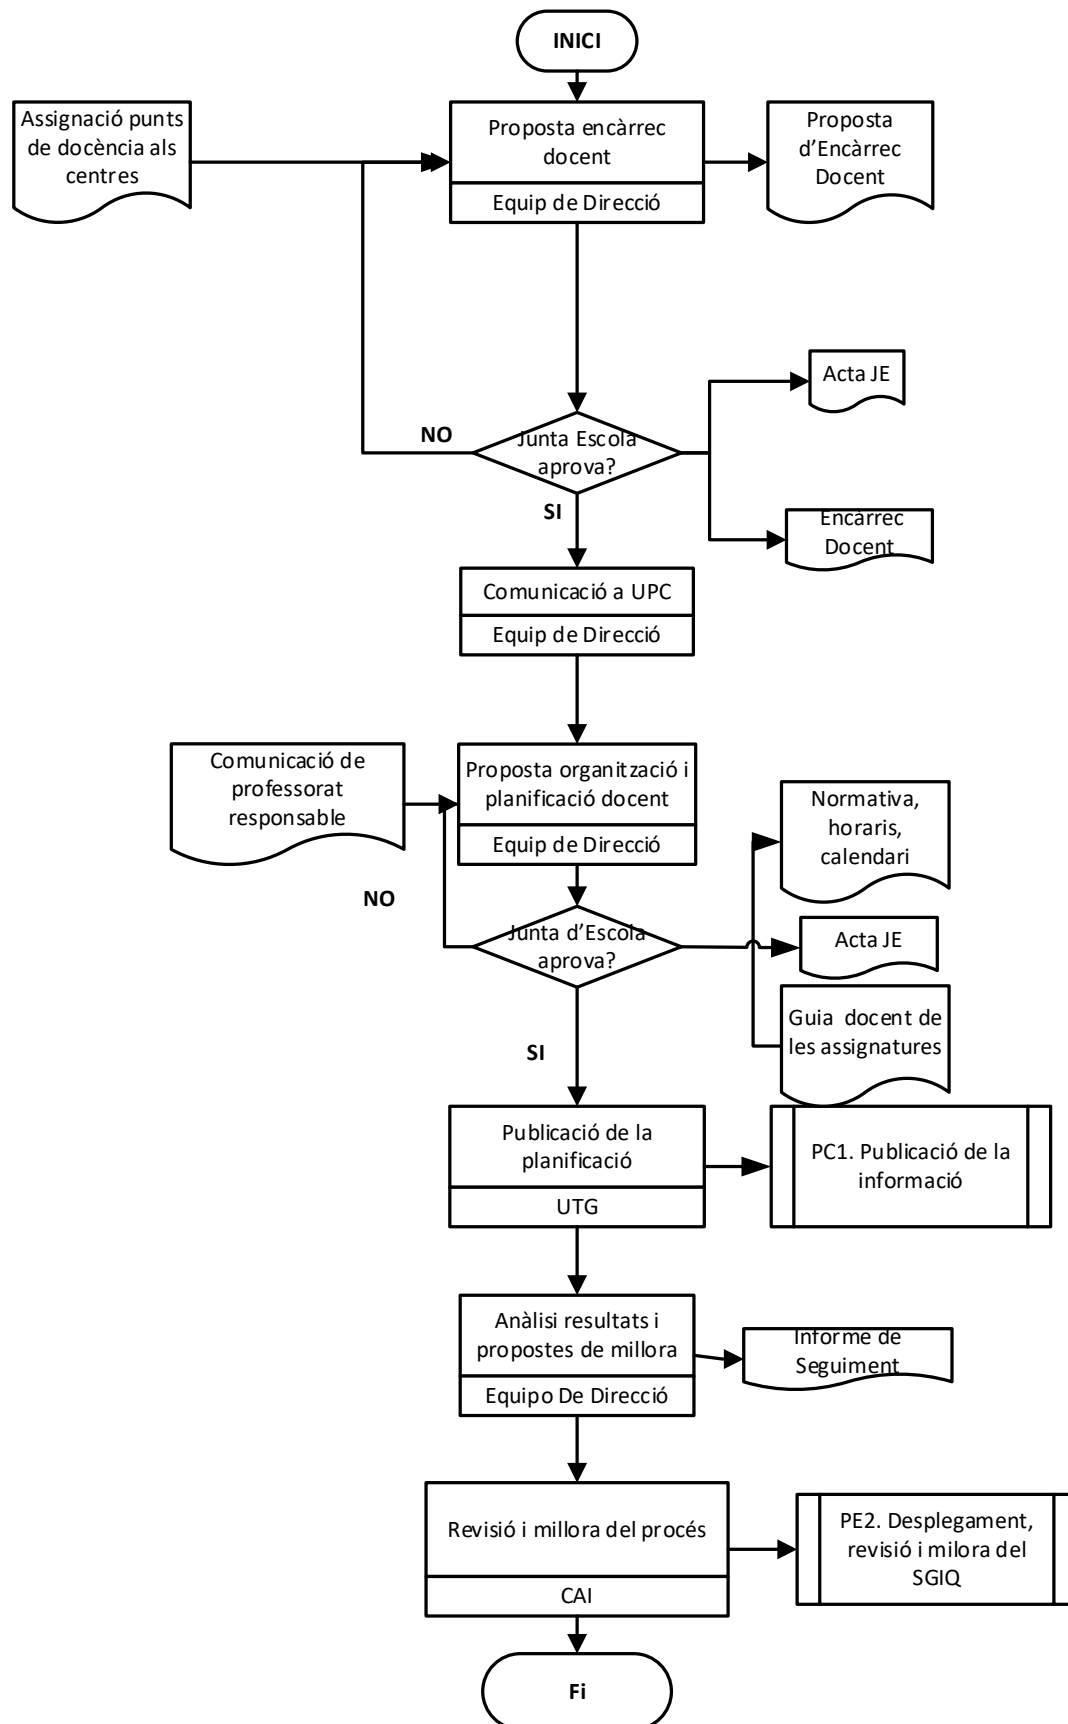 INICI
Assignació punts
de docència als
centres
Proposta encàrrec
docent
Equip de Direcció
Proposta
d’Encàrrec
Docent
Acta JE
NO
Junta Escola
aprova?
SI
Encàrrec
Docent
Comunicació a UPC
Equip de Direcció
Comunicació de
professorat
responsable
Proposta organització i
planificació docent
Equip de Direcció
Normativa,
horaris,
calendari
NO
Junta d’Escola
aprova?
Acta JE
Guia  docent de
les assignatures
SI
Publicació de la
planificació
UTG
PC1. Publicació de la
informació
Anàlisi resultats i
propostes de millora
Equipo De Direcció
Informe de
Seguiment
Revisió i millora del procés
CAI
PE2. Desplegament,
revisió i milora del
SGIQ
Fi